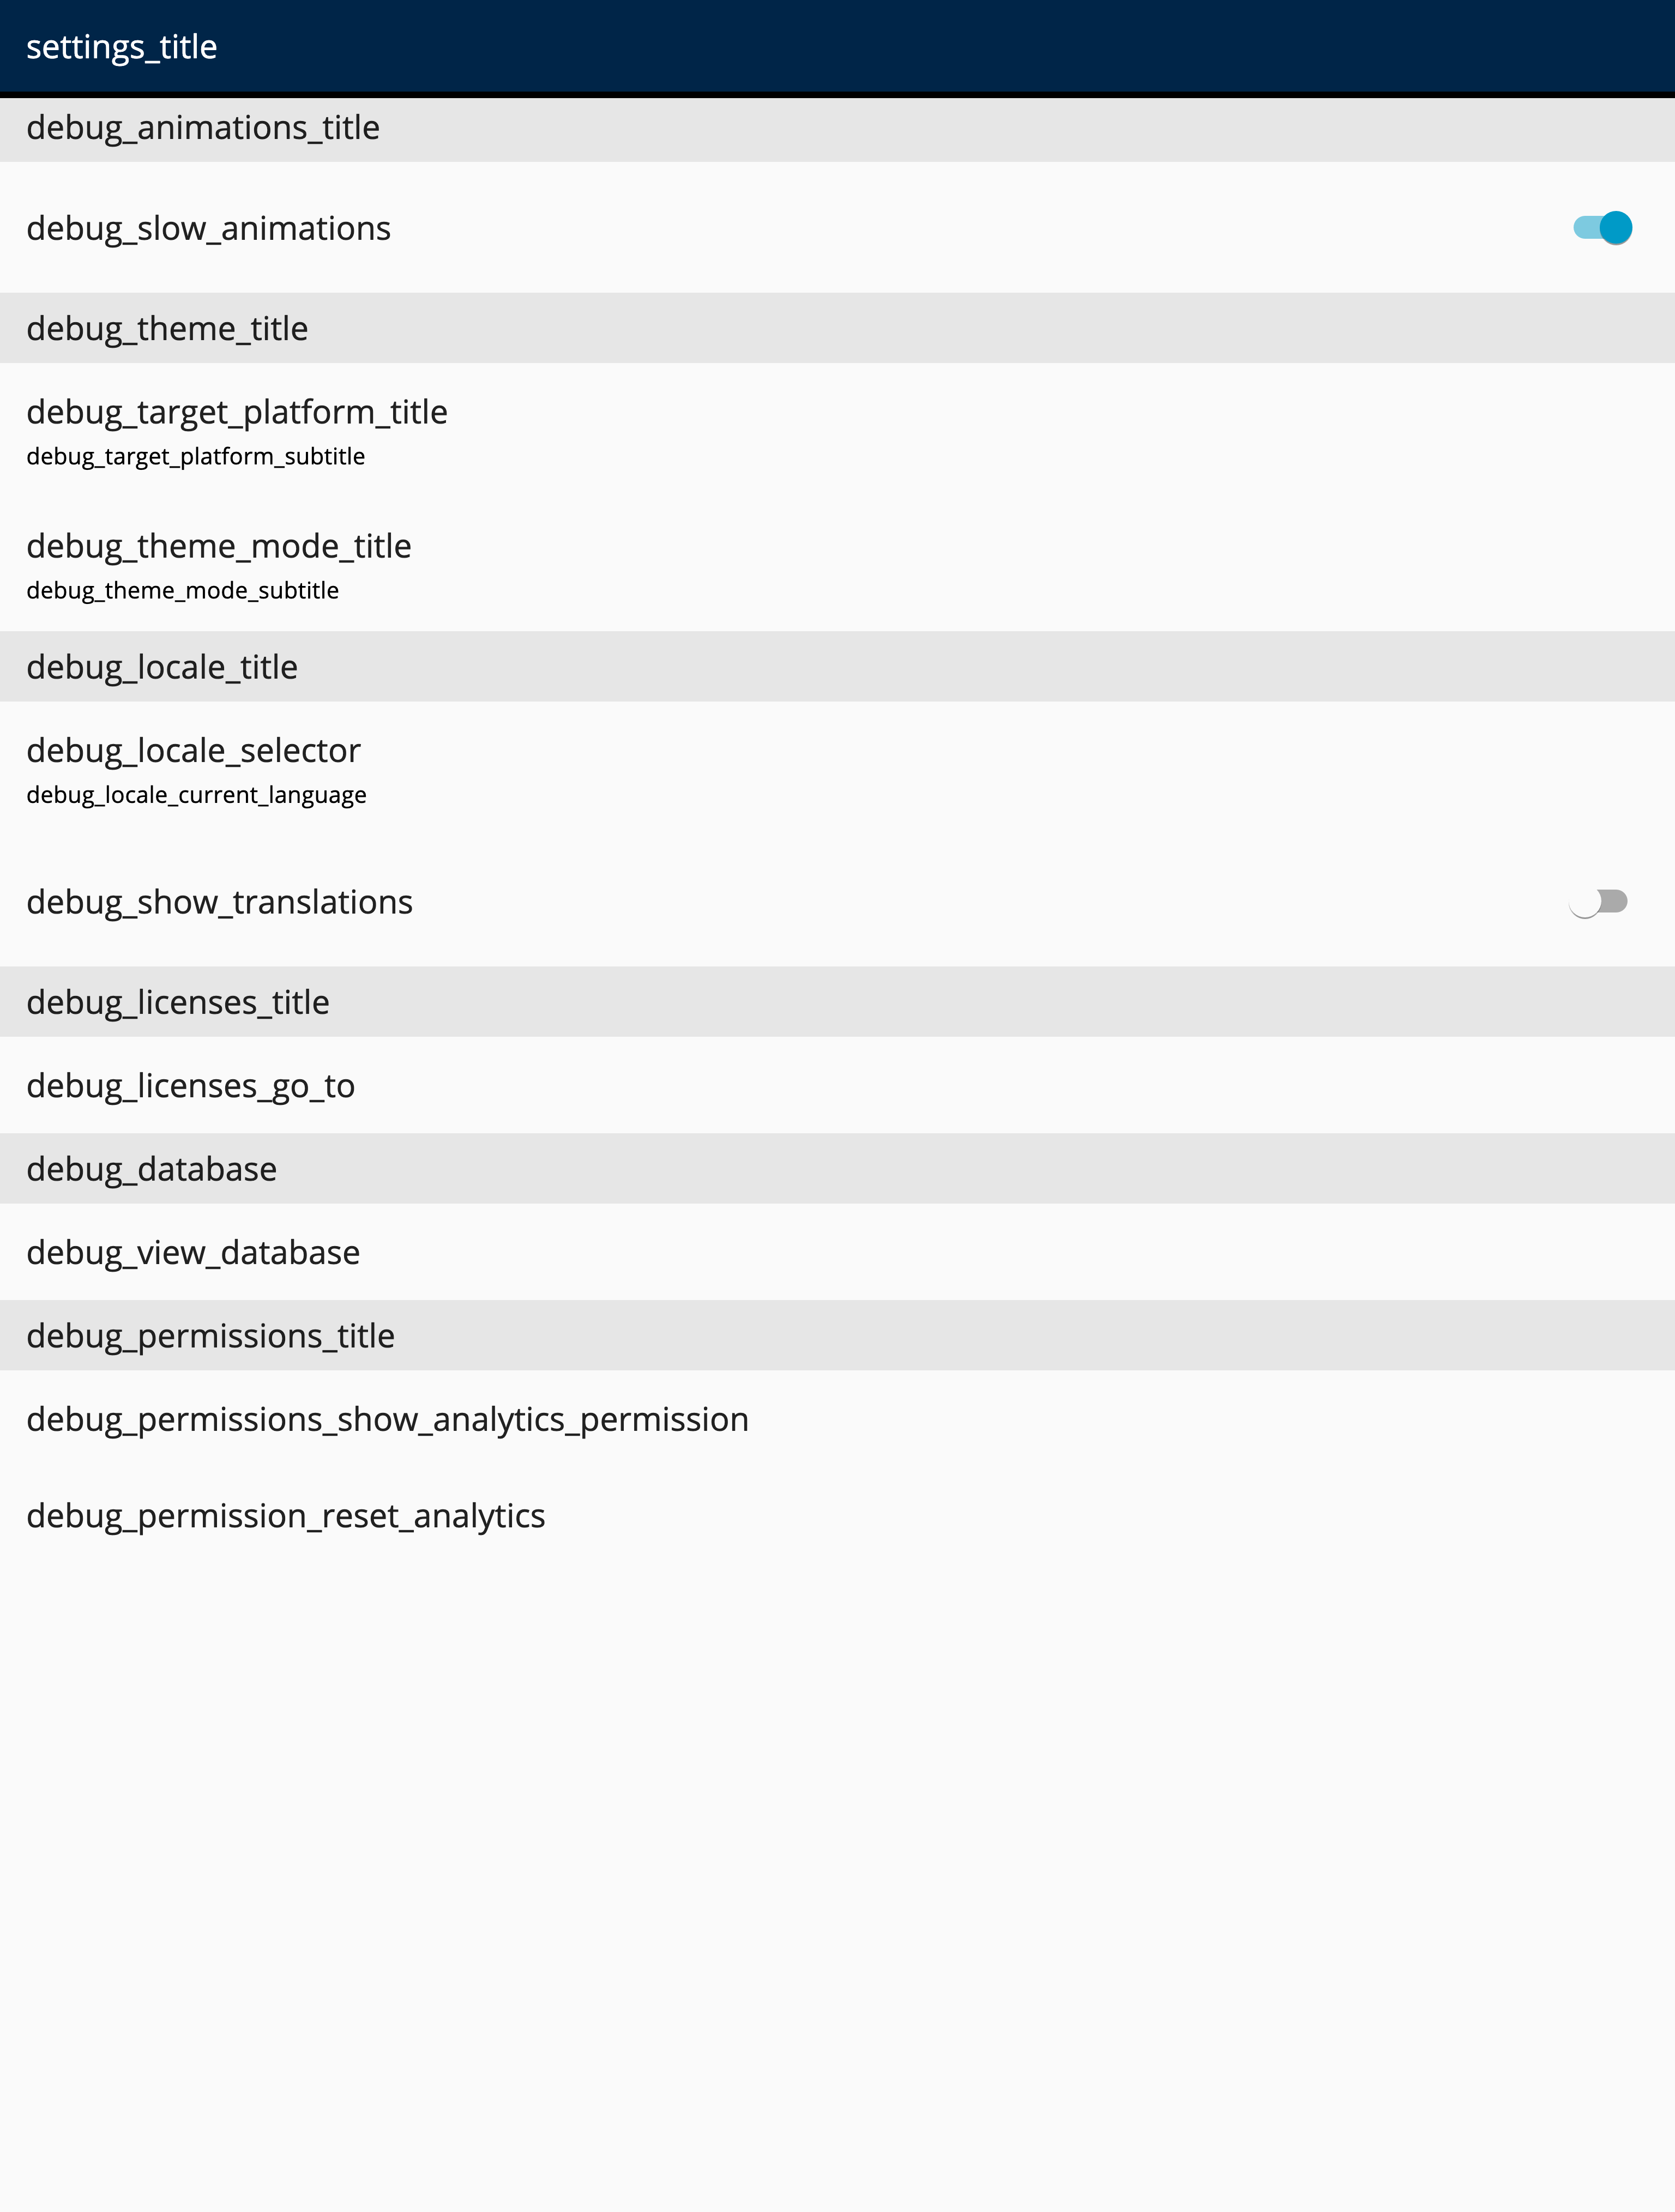 settings_title
debug_animations_title
debug_slow_animations
debug_theme_title
debug_target_platform_title
debug_target_platform_subtitle
debug_theme_mode_title
debug_theme_mode_subtitle
debug_locale_title
debug_locale_selector
debug_locale_current_language
debug_show_translations
debug_licenses_title
debug_licenses_go_to
debug_database
debug_view_database
debug_permissions_title
debug_permissions_show_analytics_permission
debug_permission_reset_analytics